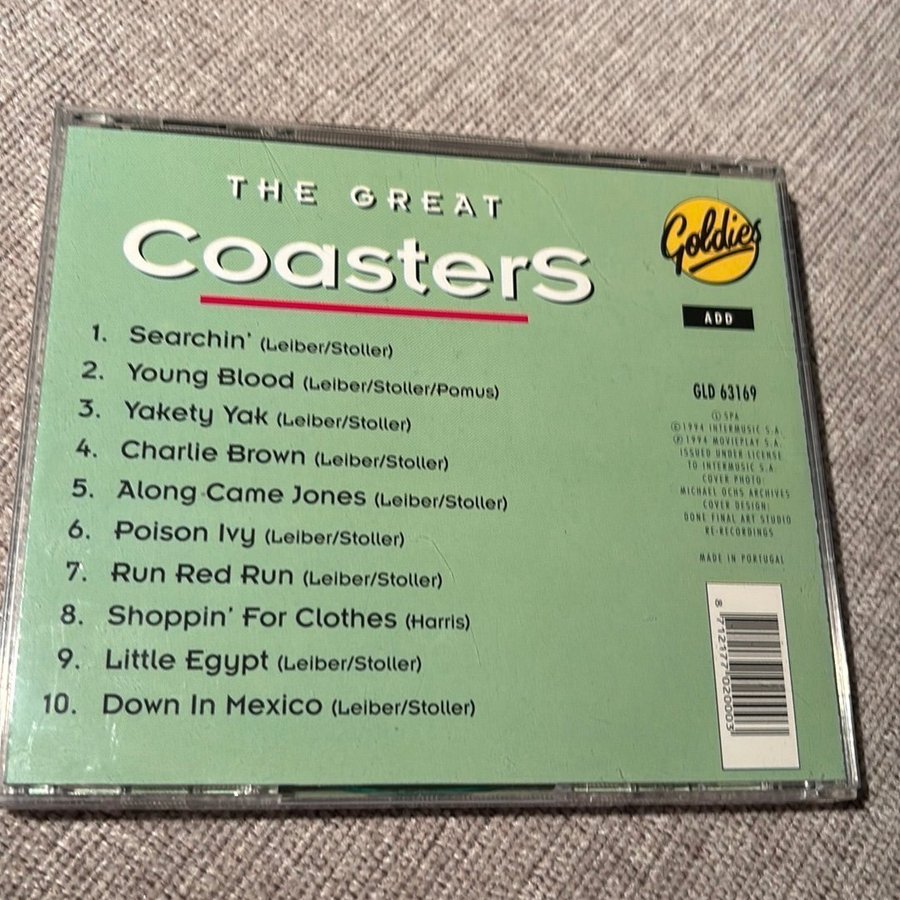 THE GREAT
Coasters
Goldies
ADD
1. Searchin' (Leiber/Stoller)
2. Young Blood (Leiber/Stoller/Pomus)
3. Yakety Yak (Leiber/Stoller)
4. Charlie Brown (Leiber/Stoller)
5. Along Came Jones (Leiber/Stoller)
6. Poison Ivy (Leiber/Stoller)
7. Run Red Run (Leiber/Stoller)
8. Shoppin' For Clothes (Harris)
9. Little Egypt (Leiber/Stoller)
10. Down In Mexico (Leiber/Stoller)
GLD 63169
SPA
©1994 INTERMUSIC S.A.
℗1994 MOVIEPLAY S.A.
ISSUED UNDER LICENSE
TO INTERMUSIC S.A
COVER PHOTO:
MICHAEL OCHS ARCHIVES
COVER DESIGN:
DONE FINAL ART STUDIO
RE-RECORDINGS
MADE IN PORTUGAL
8 712177 020003